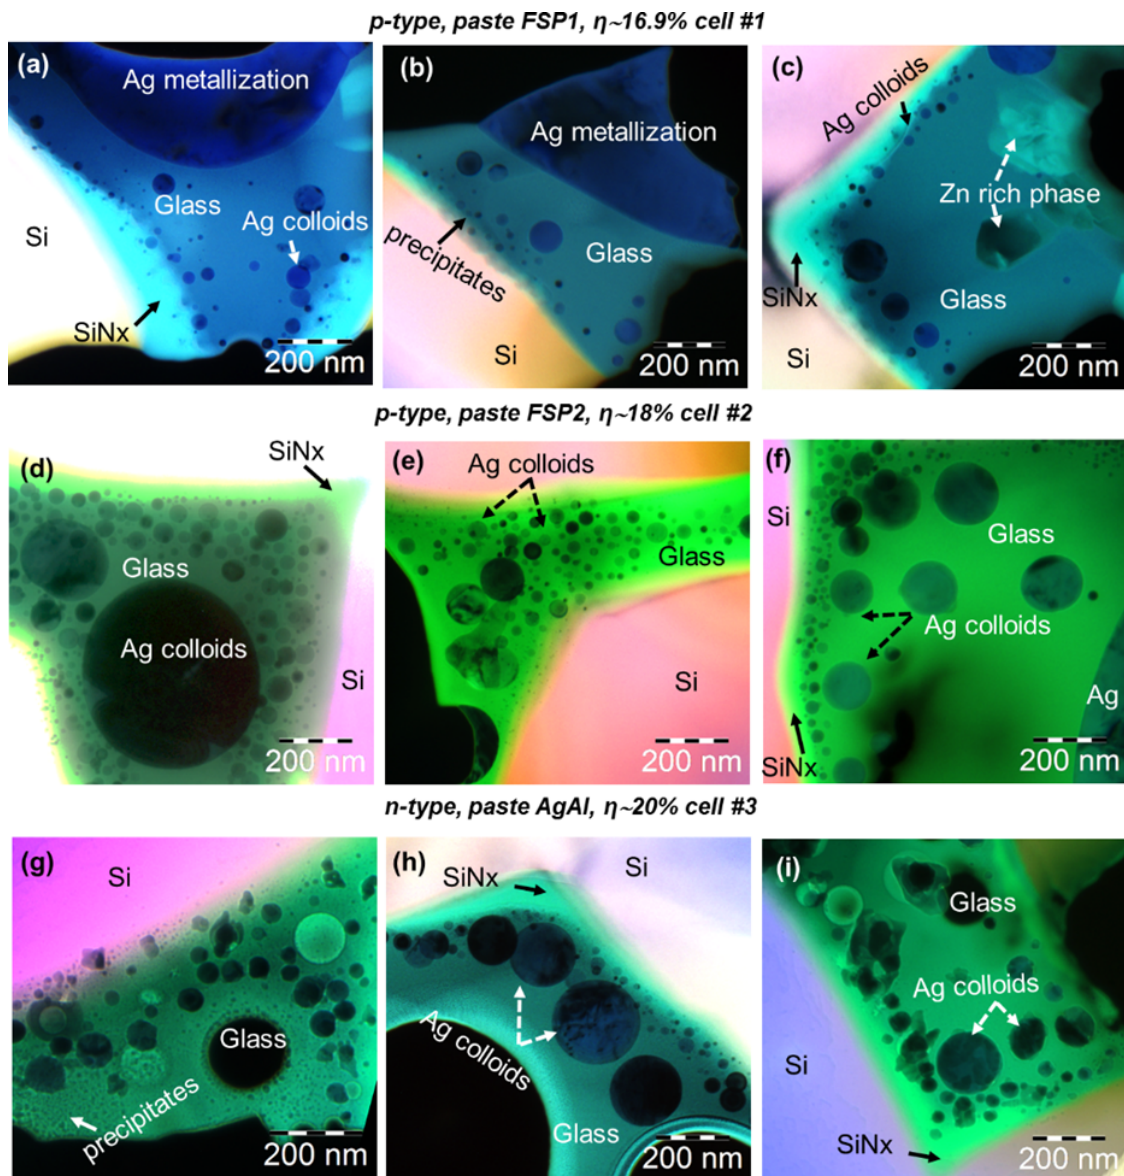 p-type, paste FSP1, η~16.9% cell #1
(a)
Ag metallization
Glass
Ag colloids
Si
SiNx
200 nm
(b)
Ag metallization
precipitates
Glass
Si
200 nm
(c)
Ag colloids
Zn rich phase
SiNx
Glass
Si
200 nm
p-type, paste FSP2, η~18% cell #2
(d)
SiNx
Glass
Ag colloids
Si
200 nm
(e)
Ag colloids
Glass
Si
200 nm
(f)
Si
Glass
Ag colloids
Ag
SiNx
200 nm
n-type, paste AgAl, η~20% cell #3
(g)
Si
Glass
precipitates
200 nm
(h)
SiNx
Si
Ag colloids
Glass
200 nm
(i)
Glass
Ag colloids
Si
SiNx
200 nm